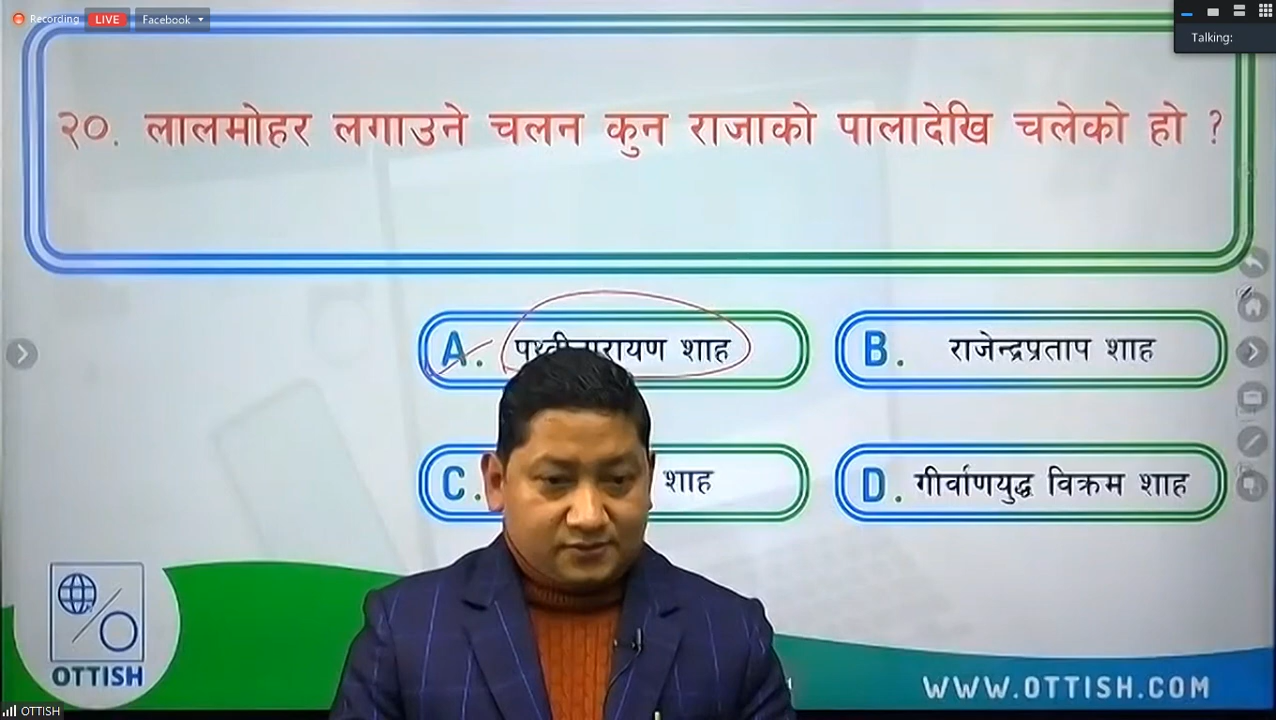 Recording LIVE Facebook
Talking:
२०. लालमोहर लगाउने चलन कुन राजाको पालादेखि चलेको हो ?
A. पृथ्वीनारायण शाह
B. राजेन्द्रप्रताप शाह
C. शाह
D. गीर्वाणयुद्ध विक्रम शाह
OTTISH
WWW.OTTISH.COM
OTTISH